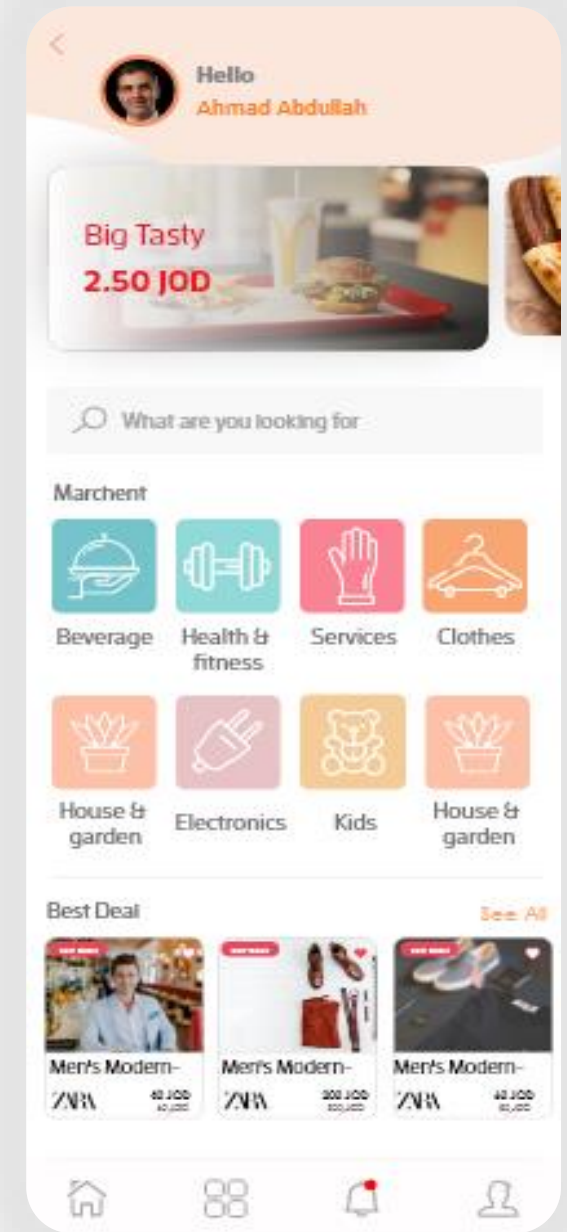 Hello
Ahmad Abdullah
Big Tasty
2.50 JOD
What are you looking for
Marchent
Beverage
Health &
fitness
Services
Clothes
House &
garden
Electronics
Kids
House &
garden
Best Deal
See All
Men's Modern-
Men's Modern-
Men's Modern-
ZARA
ZARA
ZARA